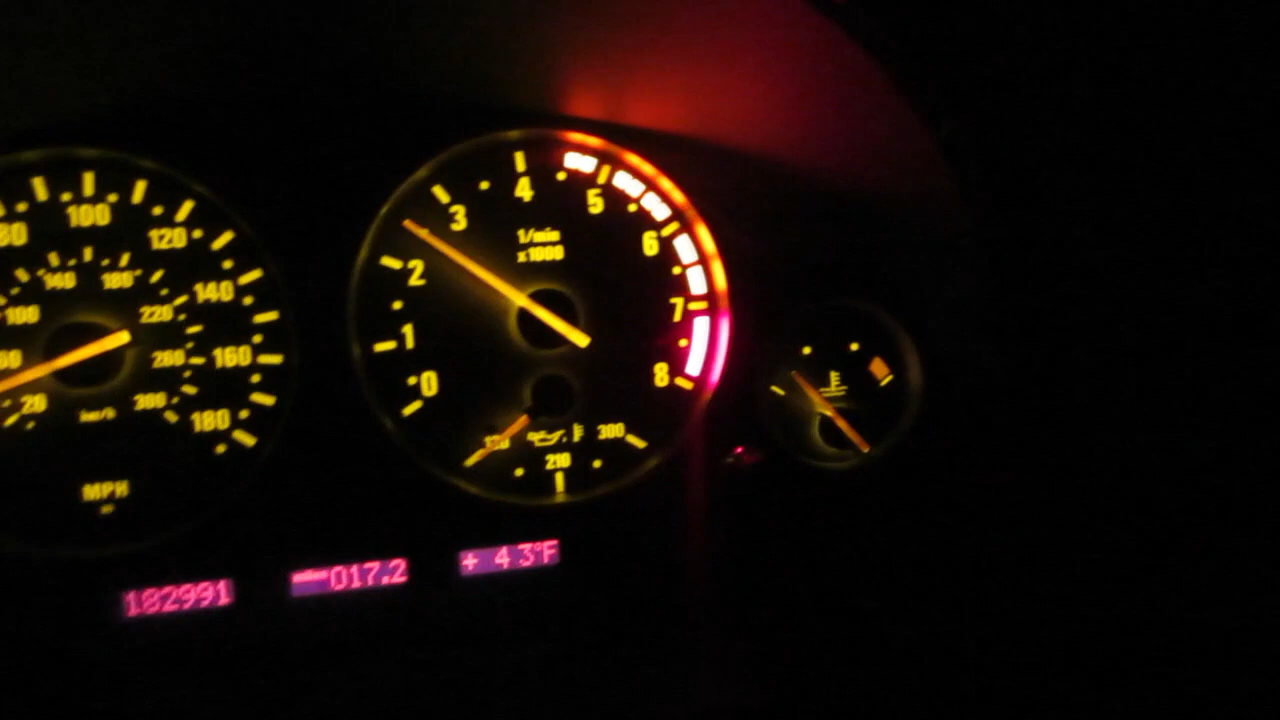 80 100 120 140 160 180
20
100 140 180 220 260 300
km/h
MPH
0 1 2 3 4 5 6 7 8
1/min
x1000
210 300
182991
017.2
+ 43°F